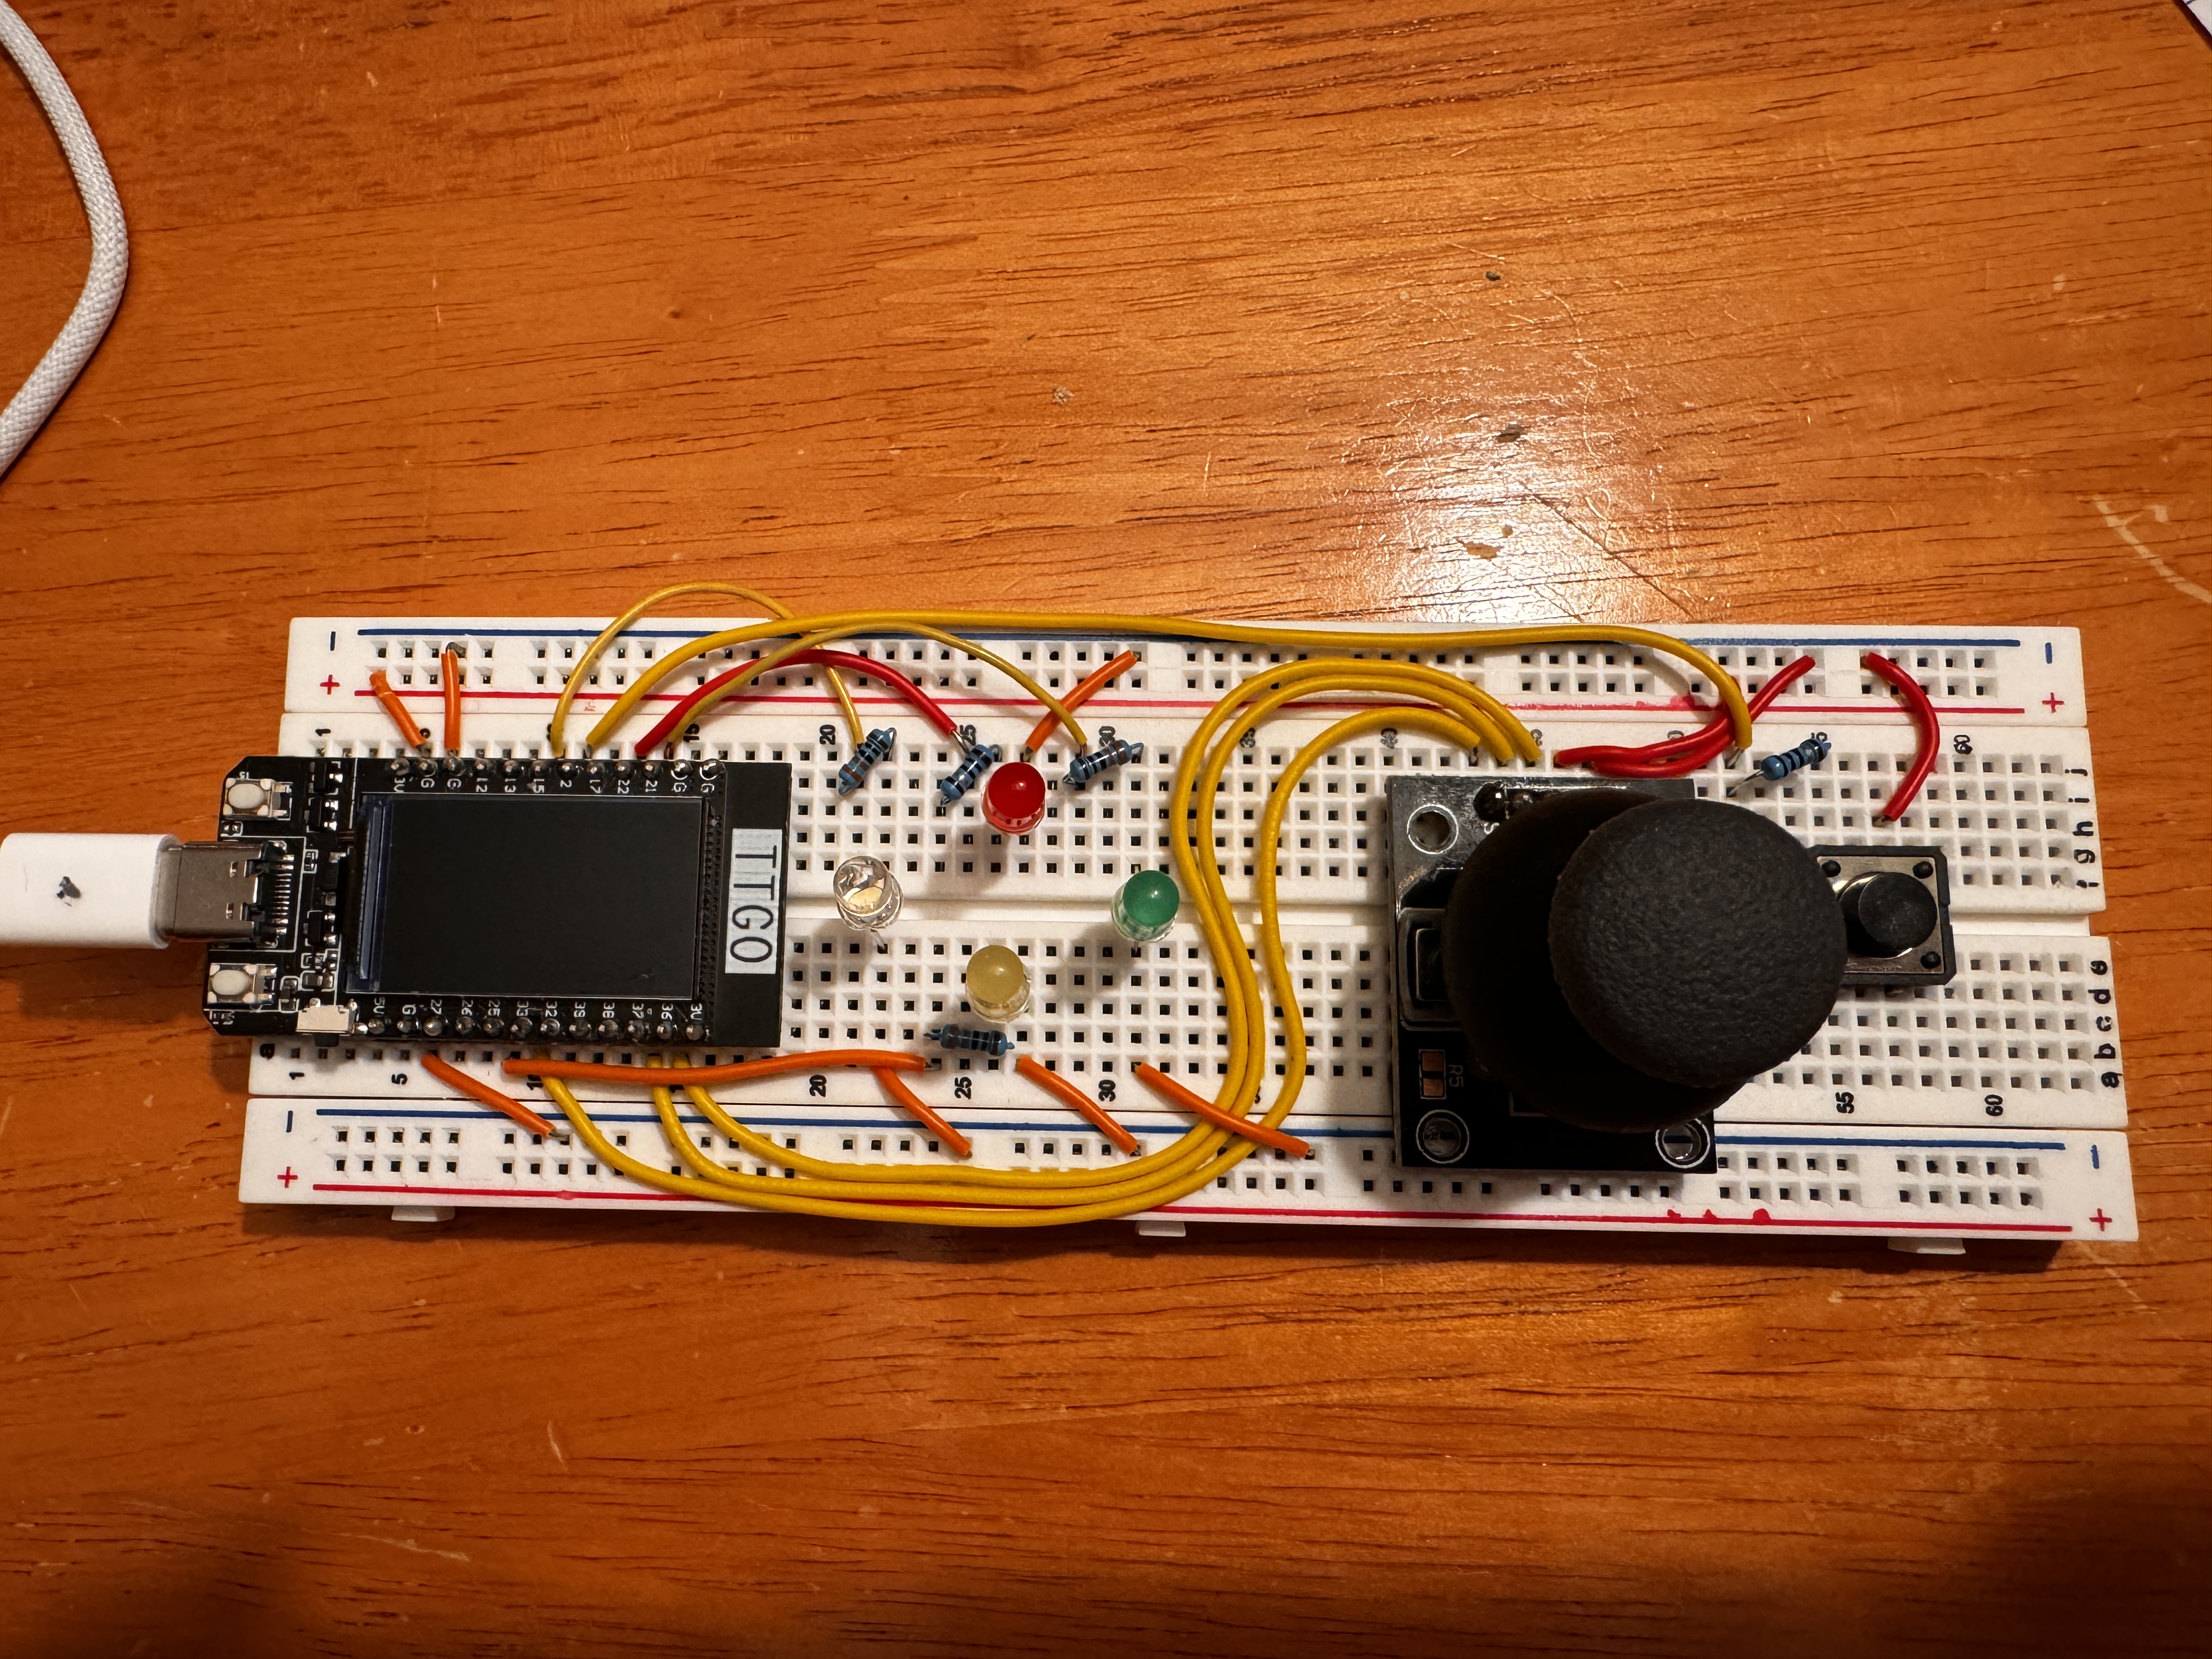 + − a
1 1 + −
5
5V 3V
G G
27 G
26 12
25 13
33 15
32 2
39 17
38 22
37 21
36 G 15
3V G
TTGO
20 20
25 25
30 30
35
40
R5
55
60 60
+ − a b c d e f g h i j + −